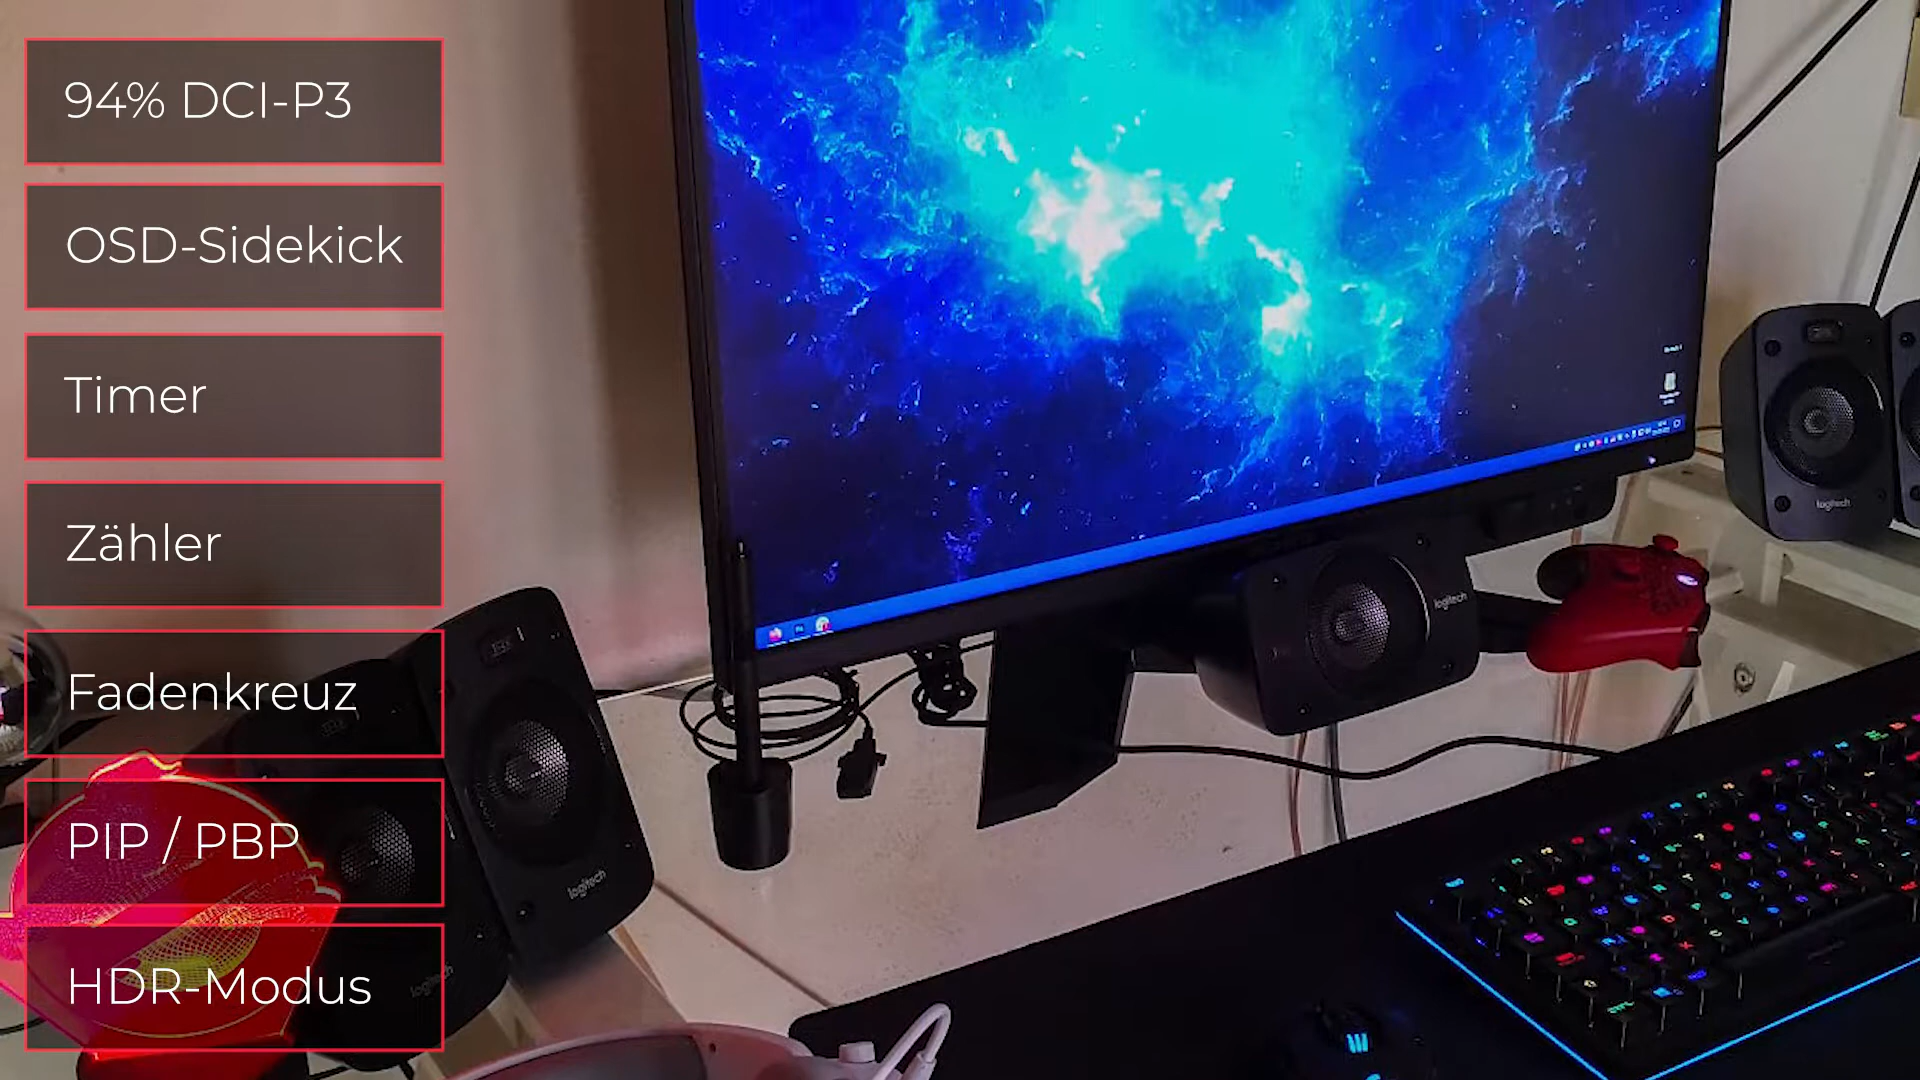 94% DCI-P3
OSD-Sidekick
Timer
Zähler
Fadenkreuz
PIP / PBP
HDR-Modus
logitech
logitech
logitech
logitech